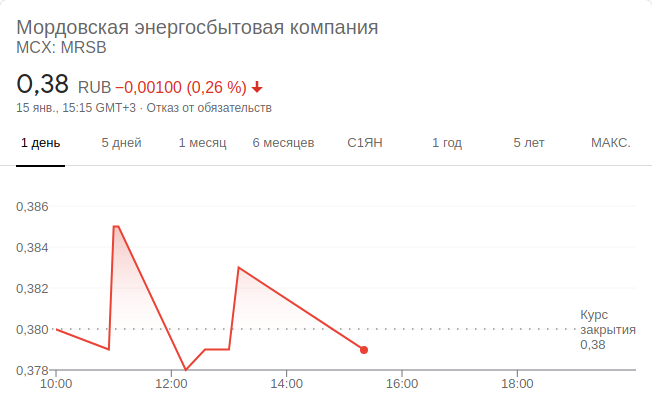 Мордовская энергосбытовая компания
MCX: MRSB
0,38 RUB −0,00100 (0,26 %)
15 янв., 15:15 GMT+3 · Отказ от обязательств
1 день 5 дней 1 месяц 6 месяцев С1ЯН 1 год 5 лет МАКС.
0,386
0,384
0,382
0,380
0,378
Курс
закрытия
0,38
10:00 12:00 14:00 16:00 18:00